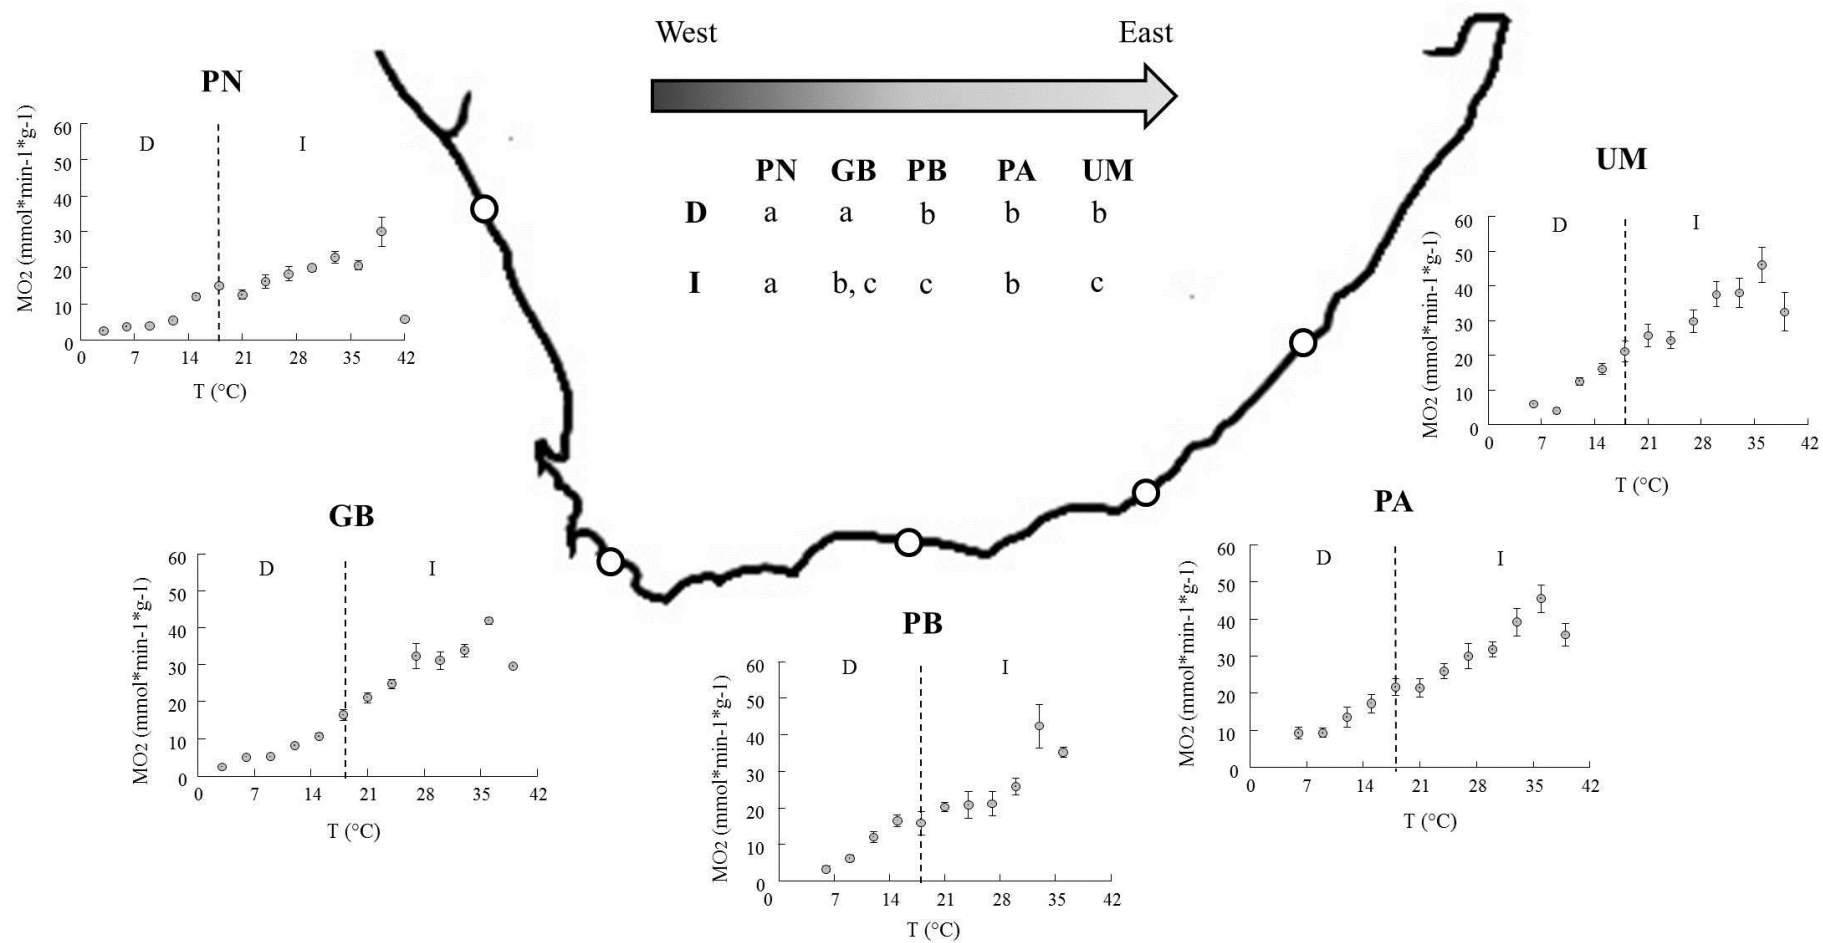 West East
PN GB PB PA UM
D a a b b b
I a b, c c b c
PN
D I
MO2 (mmol*min-1*g-1)
60
50
40
30
20
10
0
7 14 21 28 35 42
T (°C)
UM
D I
MO2 (mmol*min-1*g-1)
60
50
40
30
20
10
0
0 7 14 21 28 35 42
T (°C)
GB
D I
MO2 (mmol*min-1*g-1)
60
50
40
30
20
10
0
0 7 14 21 28 35 42
T (°C)
PB
D I
MO2 (mmol*min-1*g-1)
60
50
40
30
20
10
0
0 7 14 21 28 35 42
T (°C)
PA
D I
MO2 (mmol*min-1*g-1)
60
50
40
30
20
10
0
0 7 14 21 28 35 42
T (°C)